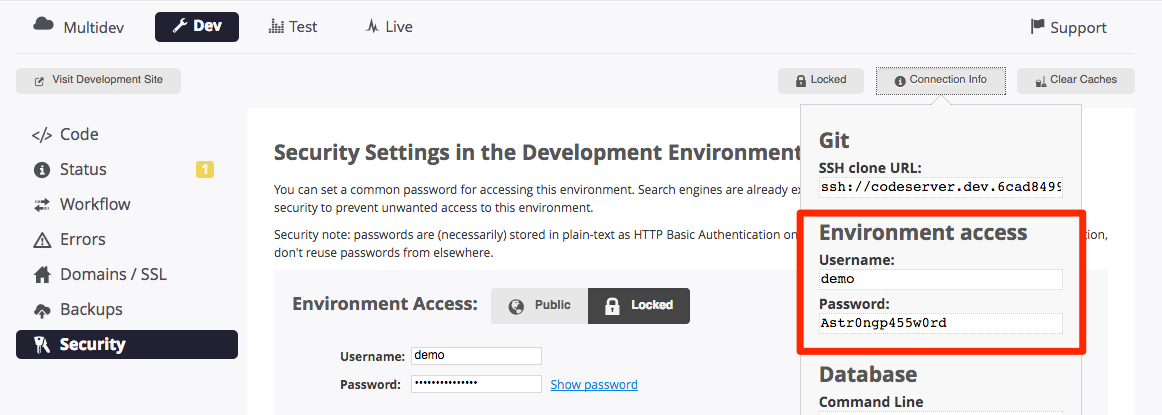 Multidev
Dev
Test
Live
Support
Visit Development Site
Locked
Connection Info
Clear Caches
Code
Status
1
Workflow
Errors
Domains / SSL
Backups
Security
Security Settings in the Development Environment
You can set a common password for accessing this environment. Search engines are already ex
security to prevent unwanted access to this environment.
Security note: passwords are (necessarily) stored in plain-text as HTTP Basic Authentication on
tion,
don't reuse passwords from elsewhere.
Environment Access:
Public
Locked
Username:
demo
Password:
•••••••••••••••
Show password
Git
SSH clone URL:
ssh://codeserver.dev.6cad8499
Environment access
Username:
demo
Password:
Astr0ngp455w0rd
Database
Command Line